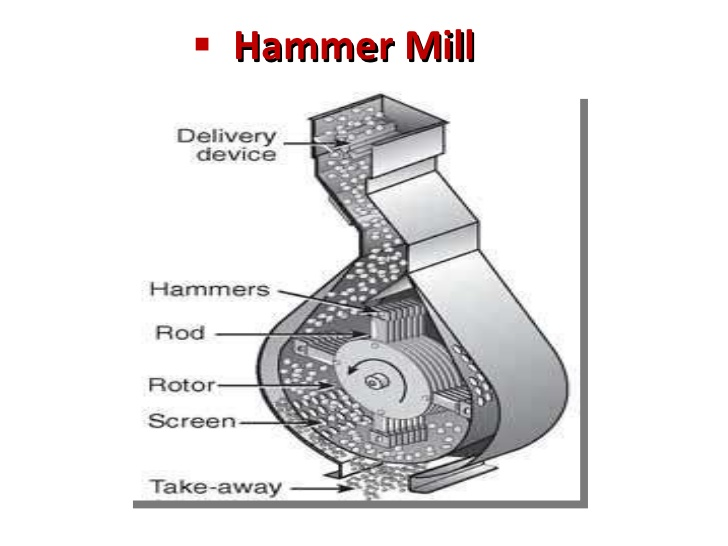 ▪ Hammer Mill
Delivery
device
Hammers
Rod
Rotor
Screen
Take-away